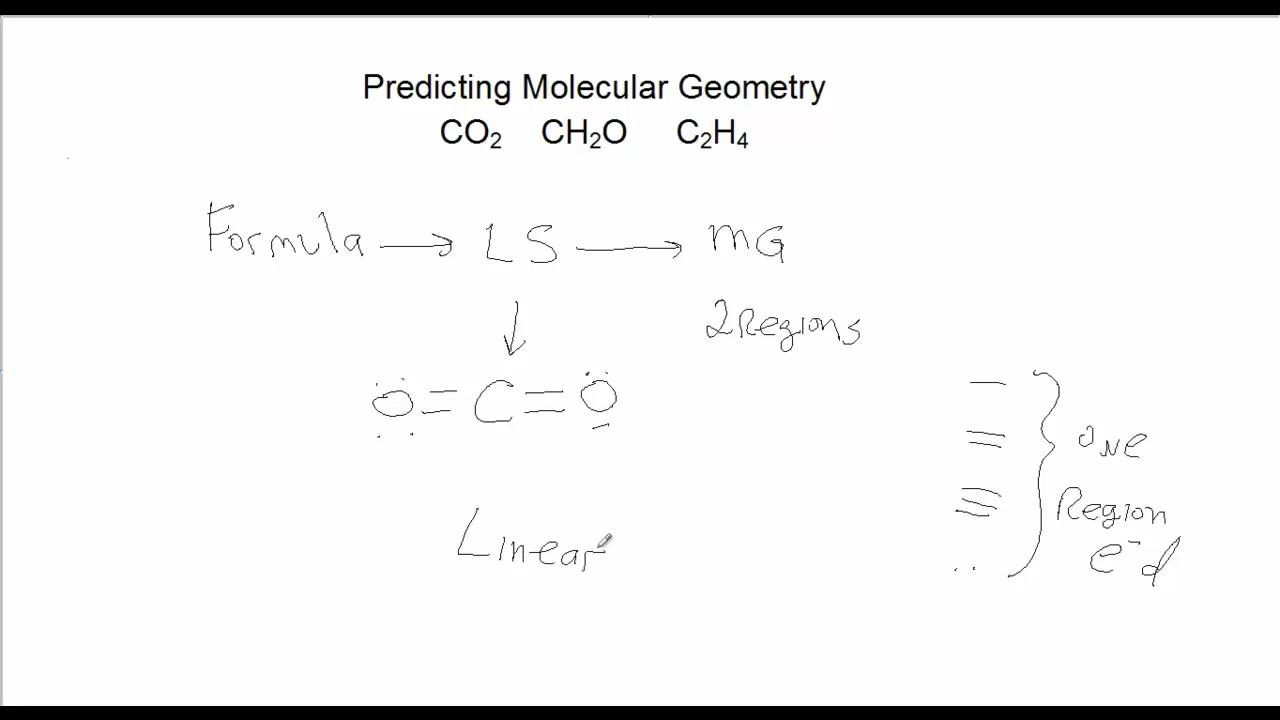 Predicting Molecular Geometry
CO₂ CH₂O C₂H₄
Formula → LS → MG
2 Regions
O = C = O
one
Region
e⁻d
Linear